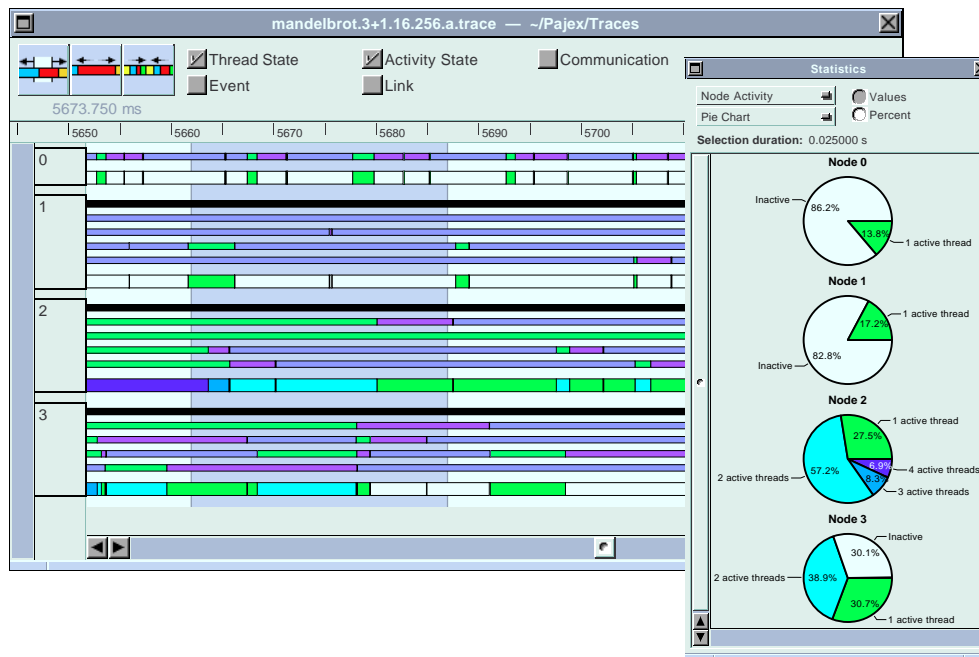 mandelbrot.3+1.16.256.a.trace — ~/Pajex/Traces
Thread State
Activity State
Communication
Event
Link
5673.750 ms
5650
5660
5670
5680
5690
5700
0
1
2
3
Statistics
Node Activity
Values
Pie Chart
Percent
Selection duration: 0.025000 s
Node 0
Inactive
86.2%
13.8%
1 active thread
Node 1
1 active thread
17.2%
82.8%
Inactive
Node 2
1 active thread
27.5%
6.9%
4 active threads
57.2%
8.3%
2 active threads
3 active threads
Node 3
Inactive
30.1%
2 active threads
38.9%
30.7%
1 active thread